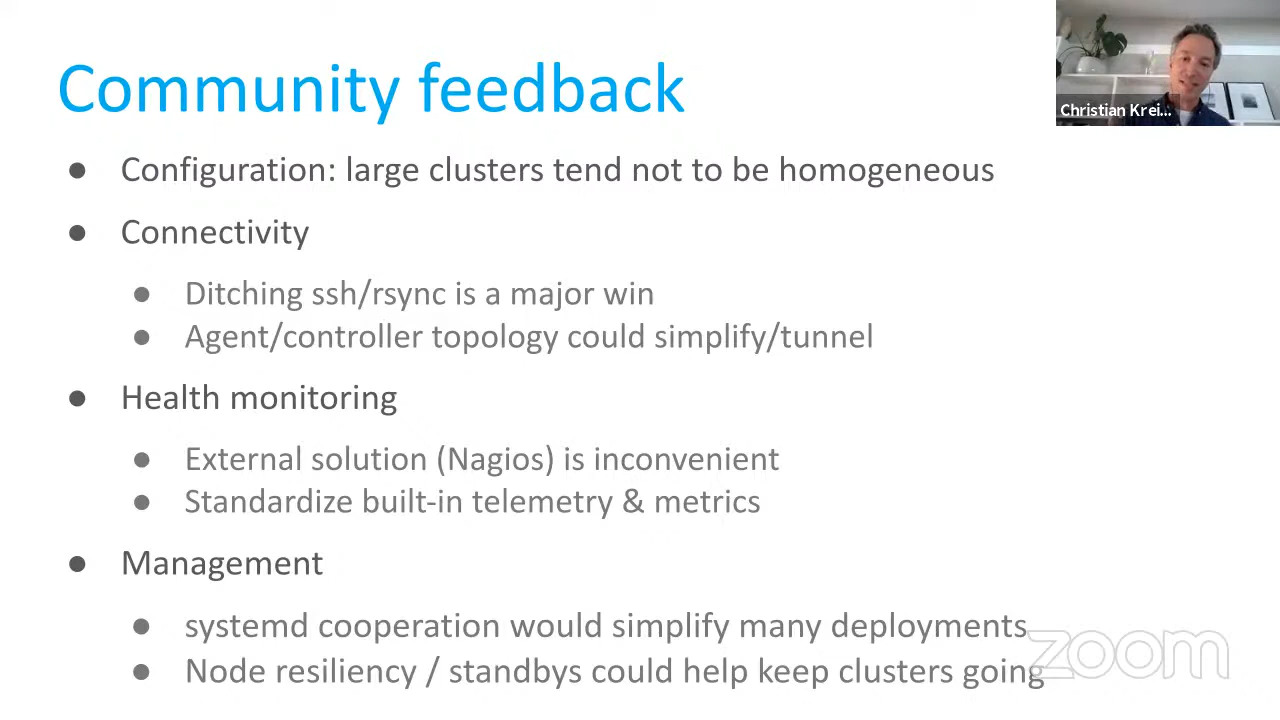 Community feedback
Christian Krei...
● Configuration: large clusters tend not to be homogeneous
● Connectivity
● Ditching ssh/rsync is a major win
● Agent/controller topology could simplify/tunnel
● Health monitoring
● External solution (Nagios) is inconvenient
● Standardize built-in telemetry & metrics
● Management
● systemd cooperation would simplify many deployments
● Node resiliency / standbys could help keep clusters going
zoom